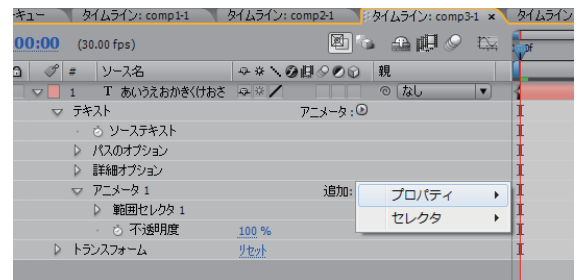 キュー タイムライン: comp1-1 タイムライン: comp2-1 タイムライン: comp3-1 × タイムライン
00:00 (30.00 fps) 0f
# ソース名 親
1 T あいうえおかきくけおさ なし
テキスト アニメータ:
ソーステキスト
パスのオプション
詳細オプション
アニメータ 1 追加: プロパティ
範囲セレクタ 1 セレクタ
不透明度 100 %
トランスフォーム リセット